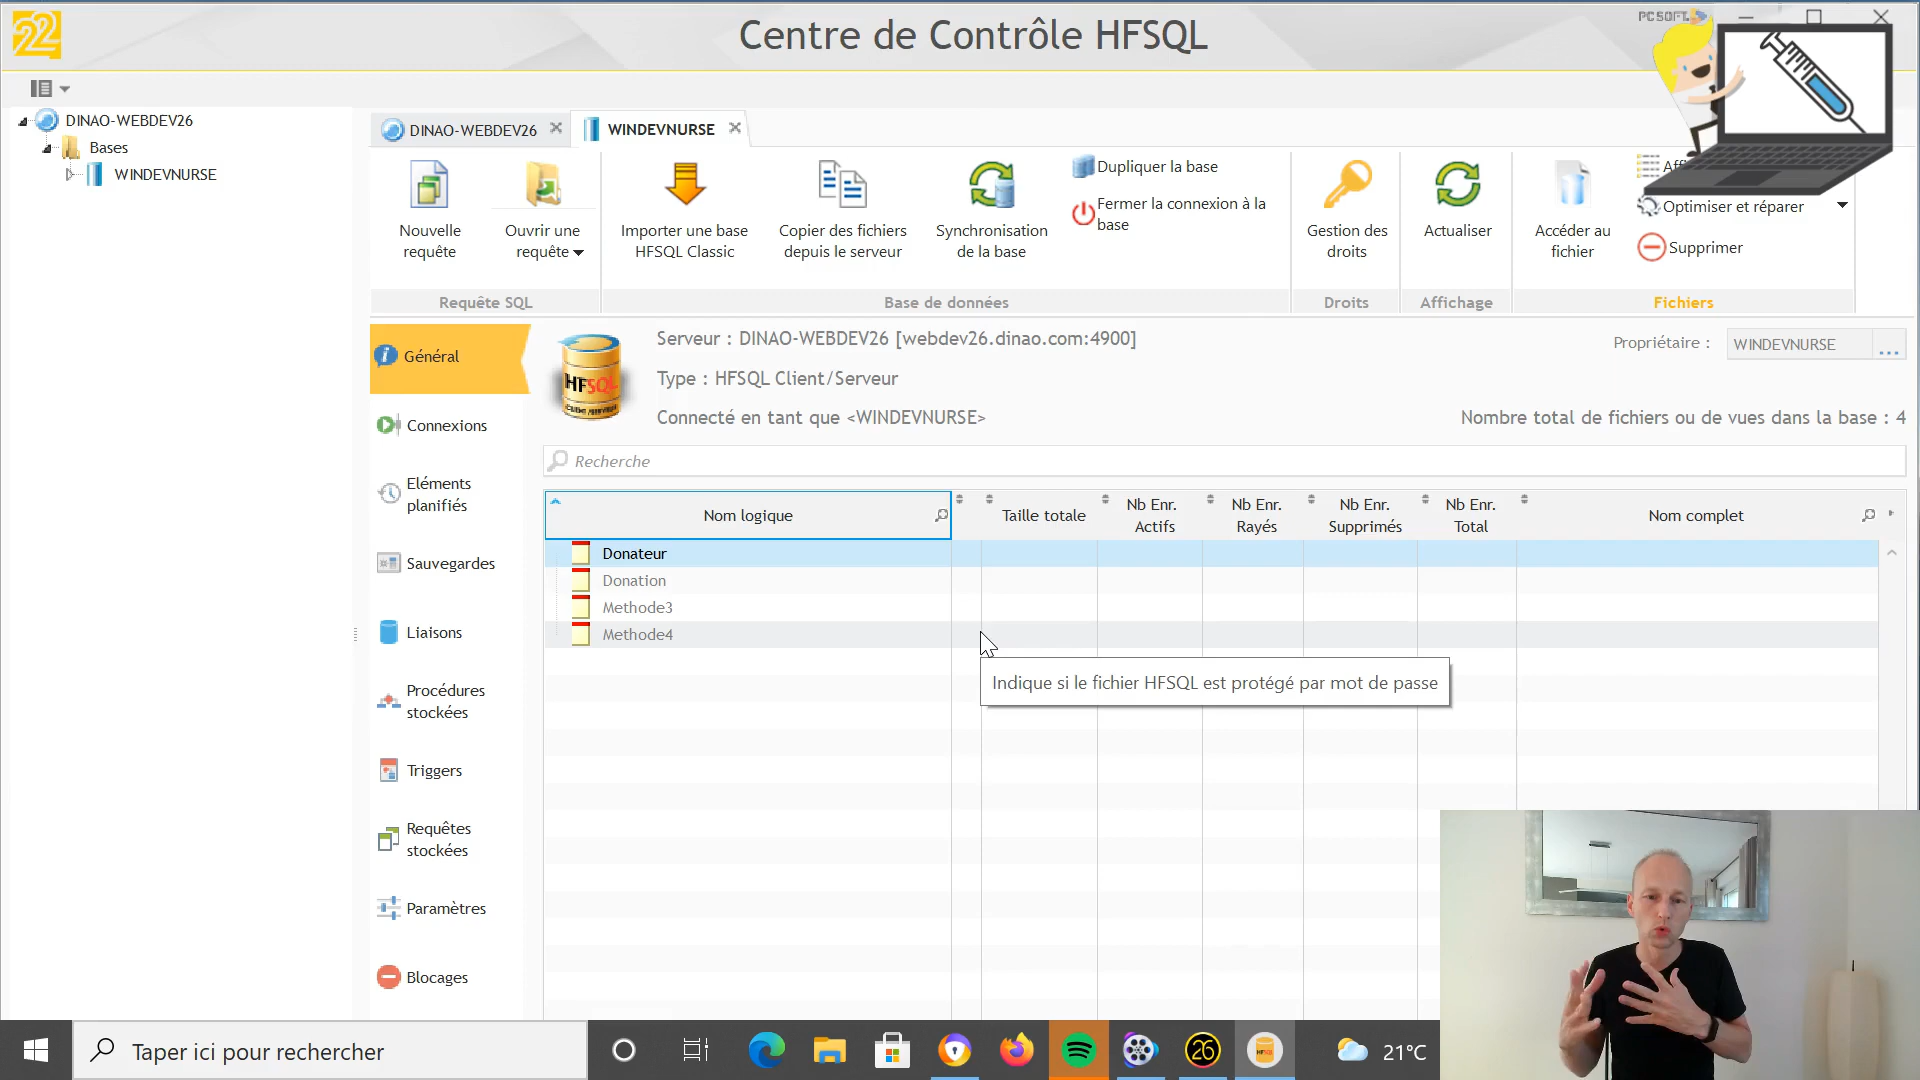 22
Centre de Contrôle HFSQL
PC SOFT
DINAO-WEBDEV26
Bases
WINDEVNURSE
DINAO-WEBDEV26
WINDEVNURSE
Nouvelle
requête
Ouvrir une
requête
Importer une base
HFSQL Classic
Copier des fichiers
depuis le serveur
Synchronisation
de la base
Dupliquer la base
Fermer la connexion à la
base
Gestion des
droits
Actualiser
Accéder au
fichier
Optimiser et réparer
Supprimer
Requête SQL
Base de données
Droits
Affichage
Fichiers
Général
Connexions
Eléments
planifiés
Sauvegardes
Liaisons
Procédures
stockées
Triggers
Requêtes
stockées
Paramètres
Blocages
HFSQL
Serveur : DINAO-WEBDEV26 [webdev26.dinao.com:4900]
Type : HFSQL Client/Serveur
Connecté en tant que <WINDEVNURSE>
Propriétaire :
WINDEVNURSE
...
Nombre total de fichiers ou de vues dans la base : 4
Recherche
Nom logique
Taille totale
Nb Enr.
Actifs
Nb Enr.
Rayés
Nb Enr.
Supprimés
Nb Enr.
Total
Nom complet
Donateur
Donation
Methode3
Methode4
Indique si le fichier HFSQL est protégé par mot de passe
Taper ici pour rechercher
26
21°C